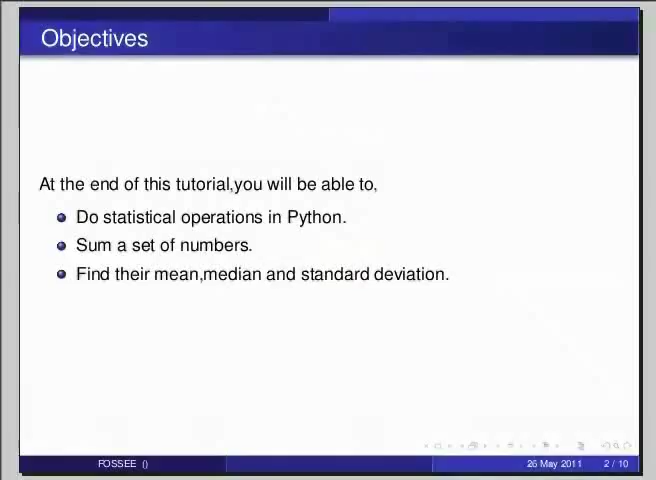 Objectives
At the end of this tutorial,you will be able to,
Do statistical operations in Python.
Sum a set of numbers.
Find their mean,median and standard deviation.
FOSSEE () 26 May 2011 2 / 10